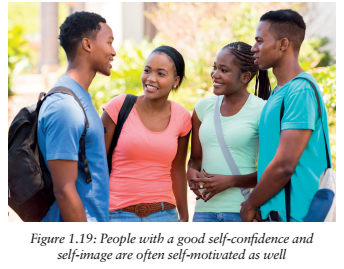 Figure 1.19: People with a good self-confidence and
self-image are often self-motivated as well